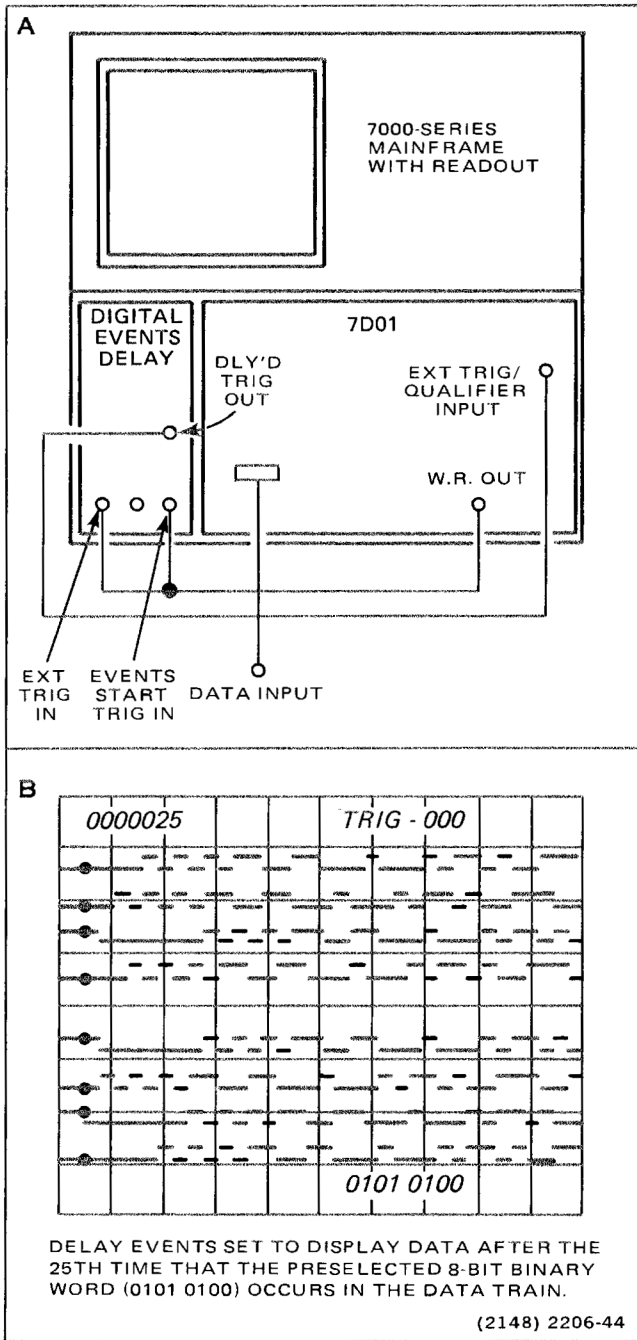 A
7000-SERIES
MAINFRAME
WITH READOUT
DIGITAL
EVENTS
DELAY
7D01
DLY'D
TRIG
OUT
EXT TRIG/
QUALIFIER
INPUT
W.R. OUT
EXT
TRIG
IN
EVENTS
START
TRIG IN
DATA INPUT
B
0000025
TRIG - 000
0101 0100
DELAY EVENTS SET TO DISPLAY DATA AFTER THE
25TH TIME THAT THE PRESELECTED 8-BIT BINARY
WORD (0101 0100) OCCURS IN THE DATA TRAIN.
(2148) 2206-44